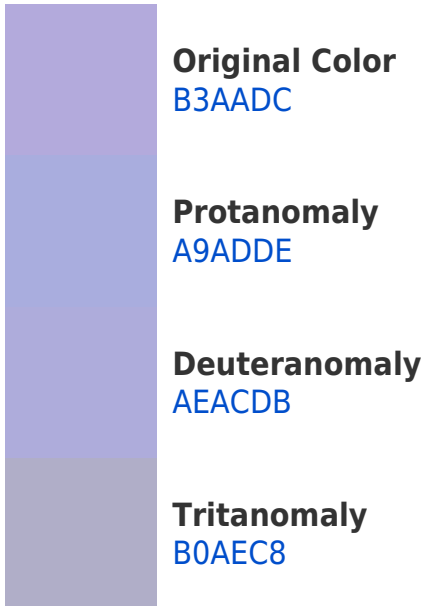 Original Color
B3AADC
Protanomaly
A9ADDE
Deuteranomaly
AEACDB
Tritanomaly
B0AEC8